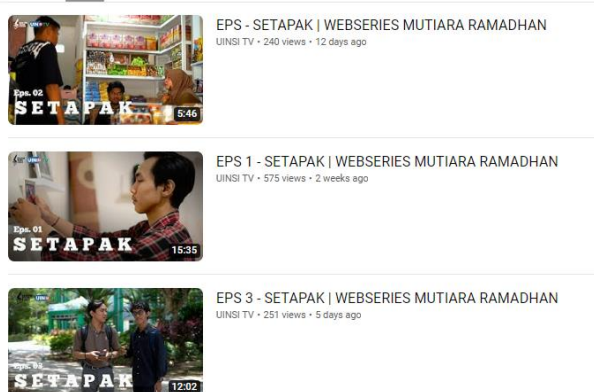 EPS - SETAPAK | WEBSERIES MUTIARA RAMADHAN
UINSI TV • 240 views • 12 days ago
Eps. 02
SETAPAK
5:46
EPS 1 - SETAPAK | WEBSERIES MUTIARA RAMADHAN
UINSI TV • 575 views • 2 weeks ago
Eps. 01
SETAPAK
15:35
EPS 3 - SETAPAK | WEBSERIES MUTIARA RAMADHAN
UINSI TV • 251 views • 5 days ago
Eps. 03
SETAPAK
12:02